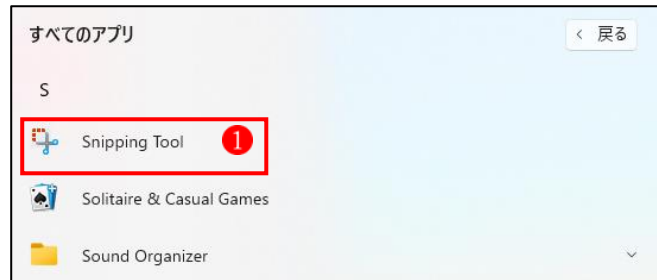 すべてのアプリ
< 戻る
S
Snipping Tool 1
Solitaire & Casual Games
Sound Organizer